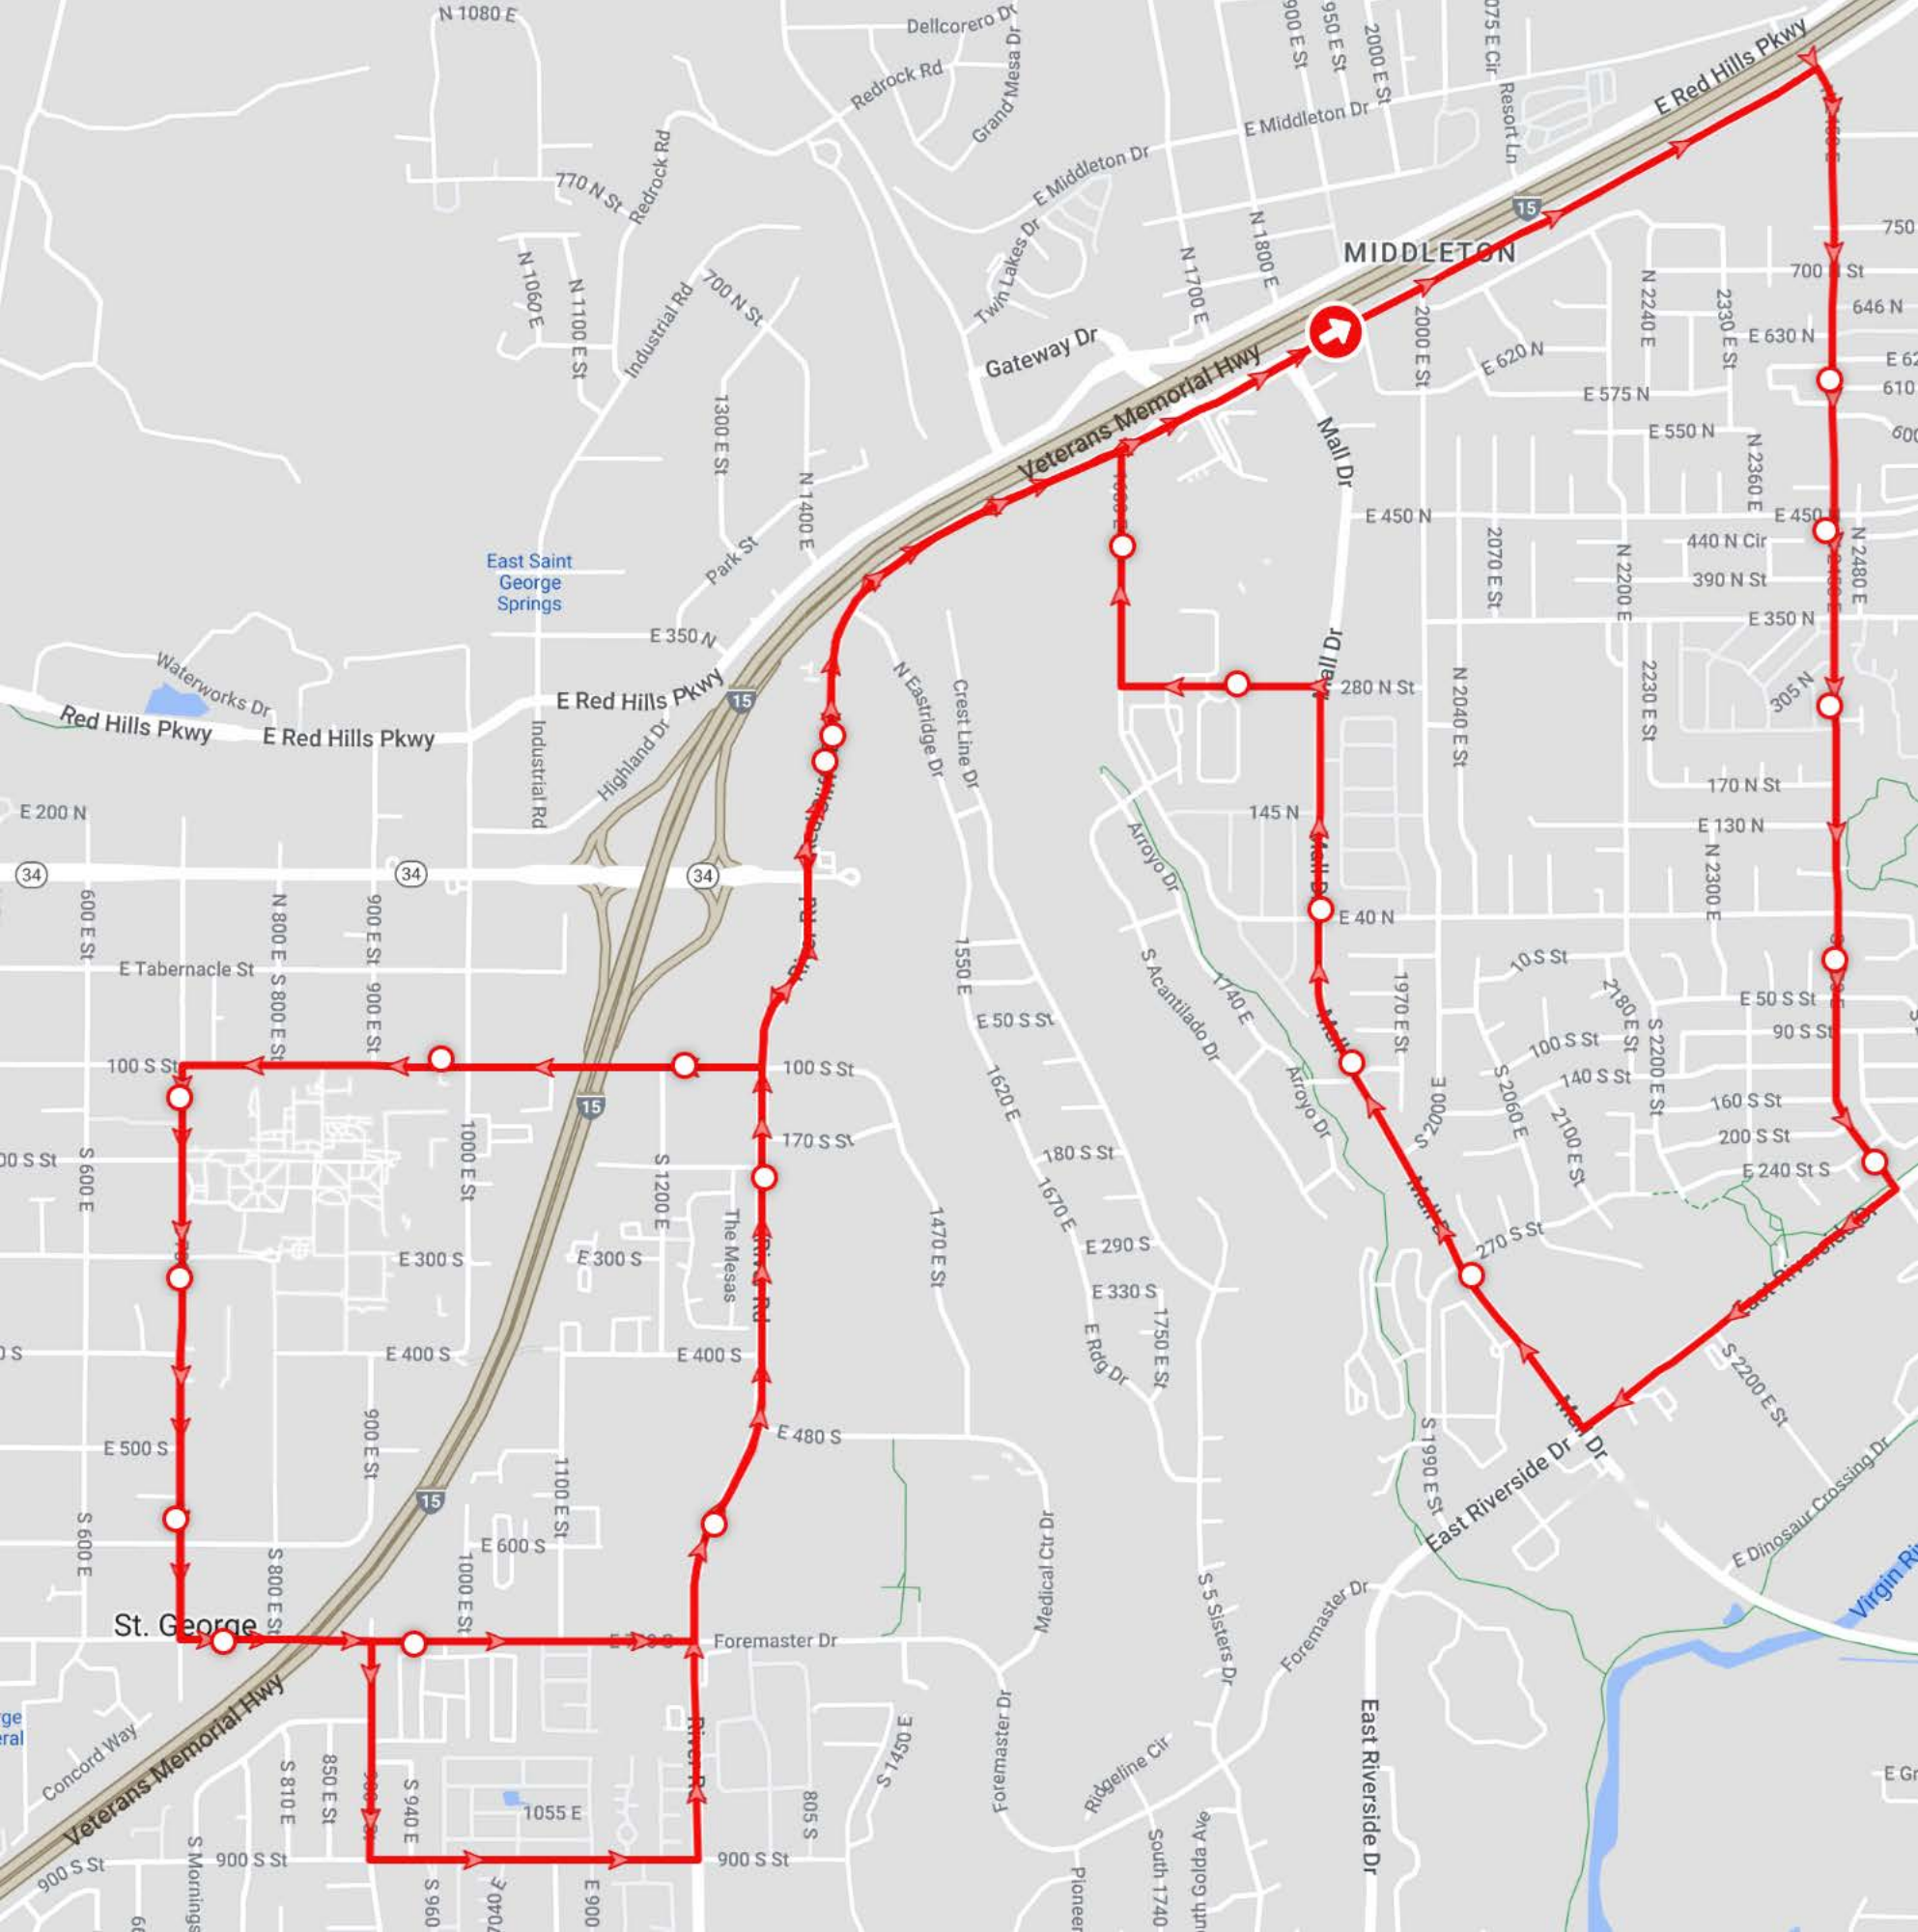 N 1080 E
Dellcorero Dr
Grand Mesa Dr
Redrock Rd
2000 E St
Resort Ln
E Red Hills Pkwy
E Middleton Dr
E Middleton Dr
Redrock Rd
770 N St
Twin Lakes Dr
N 1700 E
N 1800 E
15
MIDDLETON
750
700 N St
N 1060 E
N 1100 E St
Industrial Rd
700 N St
N 2240 E
2330 E St
646 N
E 630 N
2000 E St
E 620 N
610
Gateway Dr
Veterans Memorial Hwy
E 575 N
1300 E St
Mall Dr
E 550 N
N 2360 E
N 1400 E
E 450 N
E 450
440 N Cir
2070 E St
N 2200 E
N 2480 E
Park St
390 N St
East Saint
George
Springs
E 350 N
E 350 N
Waterworks Dr
E Red Hills Pkwy
15
Mall Dr
280 N St
N Eastridge Dr
Crest Line Dr
N 2040 E St
2230 E St
305 N
Red Hills Pkwy
E Red Hills Pkwy
Industrial Rd
Highland Dr
170 N St
E 200 N
145 N
E 130 N
Arroyo Dr
34
34
34
N 2300 E
600 E St
N 800 E
900 E St
E 40 N
E Tabernacle St
S 800 E St
900 E St
1550 E
S Acantilado Dr
1740 E
1970 E St
10 S St
2180 E St
E 50 S St
90 S St
E 50 S St
S 2200 E St
100 S St
100 S St
100 S St
140 S St
15
1620 E
Arroyo Dr
S 2000 E
S 2060 E
160 S St
2100 E St
200 S St
1000 E St
170 S St
180 S St
E 240 St S
S 600 E
S 1200 E
The Mesas
1470 E St
1670 E
270 S St
E 300 S
E 300 S
River Rd
E 290 S
E 330 S
1750 E St
East Riverside Dr
E 400 S
E 400 S
E Rdg Dr
S 2200 E St
E 500 S
900 E St
E 480 S
Mall Dr
S 1990 E St
East Riverside Dr
E Dinosaur Crossing Dr
15
1100 E St
S 600 E
E 600 S
S 800 E St
1000 E St
Medical Ctr Dr
S 5 Sisters Dr
Foremaster Dr
St. George
Foremaster Dr
Veterans Memorial Hwy
Concord Way
Foremaster Dr
S 1450 E
Ridgeline Cir
East Riverside Dr
S 810 E
850 E St
S 940 E
1055 E
805 S
900 S St
900 S St
900 S St
S 960
E 900
South 1740
Pioneer